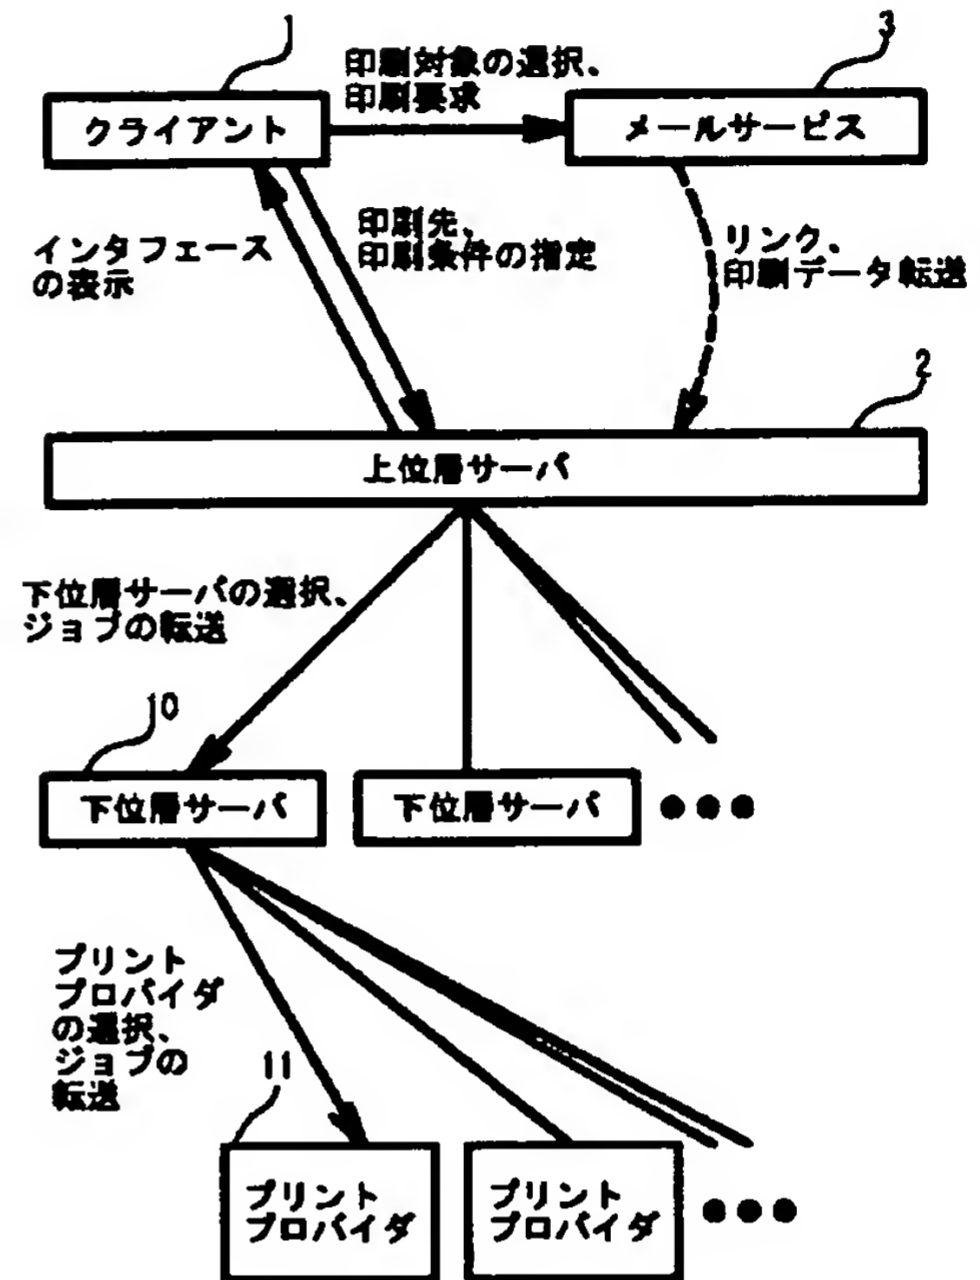 1
3
印刷対象の選択、
印刷要求
クライアント
メールサービス
インタフェース
の表示
印刷先、
印刷条件の指定
リンク、
印刷データ転送
2
上位層サーバ
下位層サーバの選択、
ジョブの転送
10
下位層サーバ
下位層サーバ
●●●
プリント
プロバイダ
の選択、
ジョブの
転送
11
プリント
プロバイダ
プリント
プロバイダ
●●●